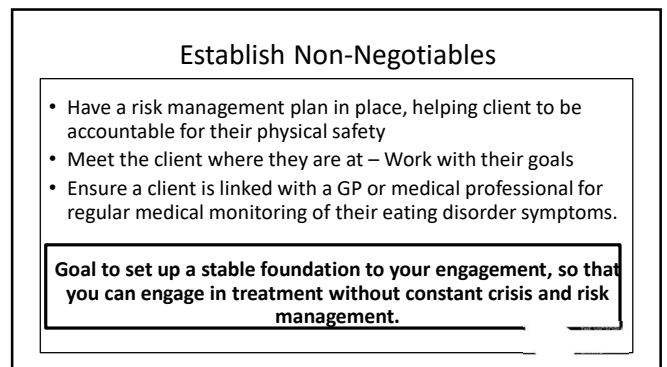 Establish Non-Negotiables
• Have a risk management plan in place, helping client to be
accountable for their physical safety
• Meet the client where they are at – Work with their goals
• Ensure a client is linked with a GP or medical professional for
regular medical monitoring of their eating disorder symptoms.
Goal to set up a stable foundation to your engagement, so that
you can engage in treatment without constant crisis and risk
management.